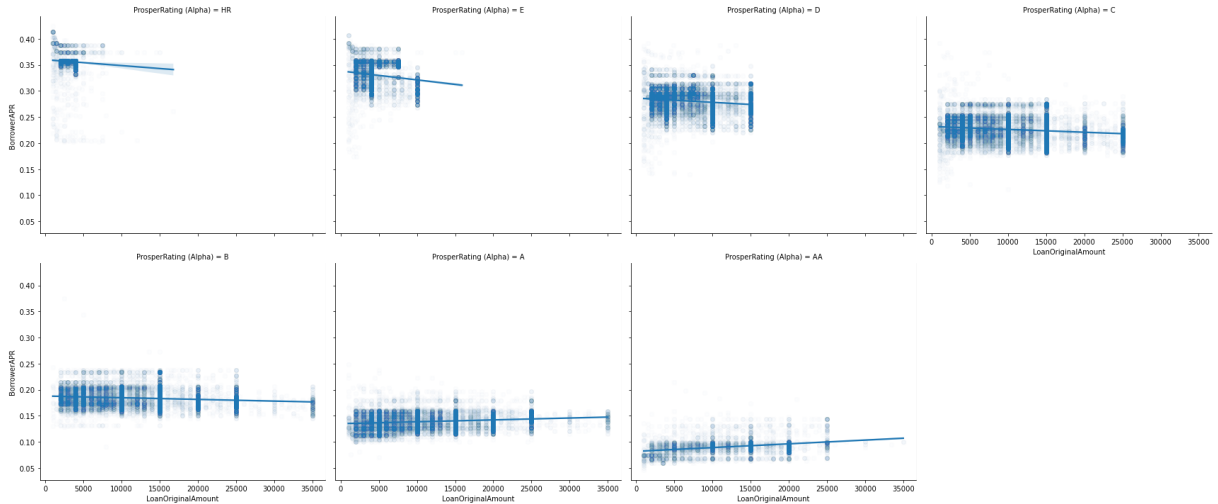 ProsperRating (Alpha) = HR
ProsperRating (Alpha) = E
ProsperRating (Alpha) = D
ProsperRating (Alpha) = C
BorrowerAPR
0.40
0.35
0.30
0.25
0.20
0.15
0.10
0.05
0 5000 10000 15000 20000 25000 30000 35000
LoanOriginalAmount
ProsperRating (Alpha) = B
ProsperRating (Alpha) = A
ProsperRating (Alpha) = AA
BorrowerAPR
0.40
0.35
0.30
0.25
0.20
0.15
0.10
0.05
0 5000 10000 15000 20000 25000 30000 35000
LoanOriginalAmount
0 5000 10000 15000 20000 25000 30000 35000
LoanOriginalAmount
0 5000 10000 15000 20000 25000 30000 35000
LoanOriginalAmount